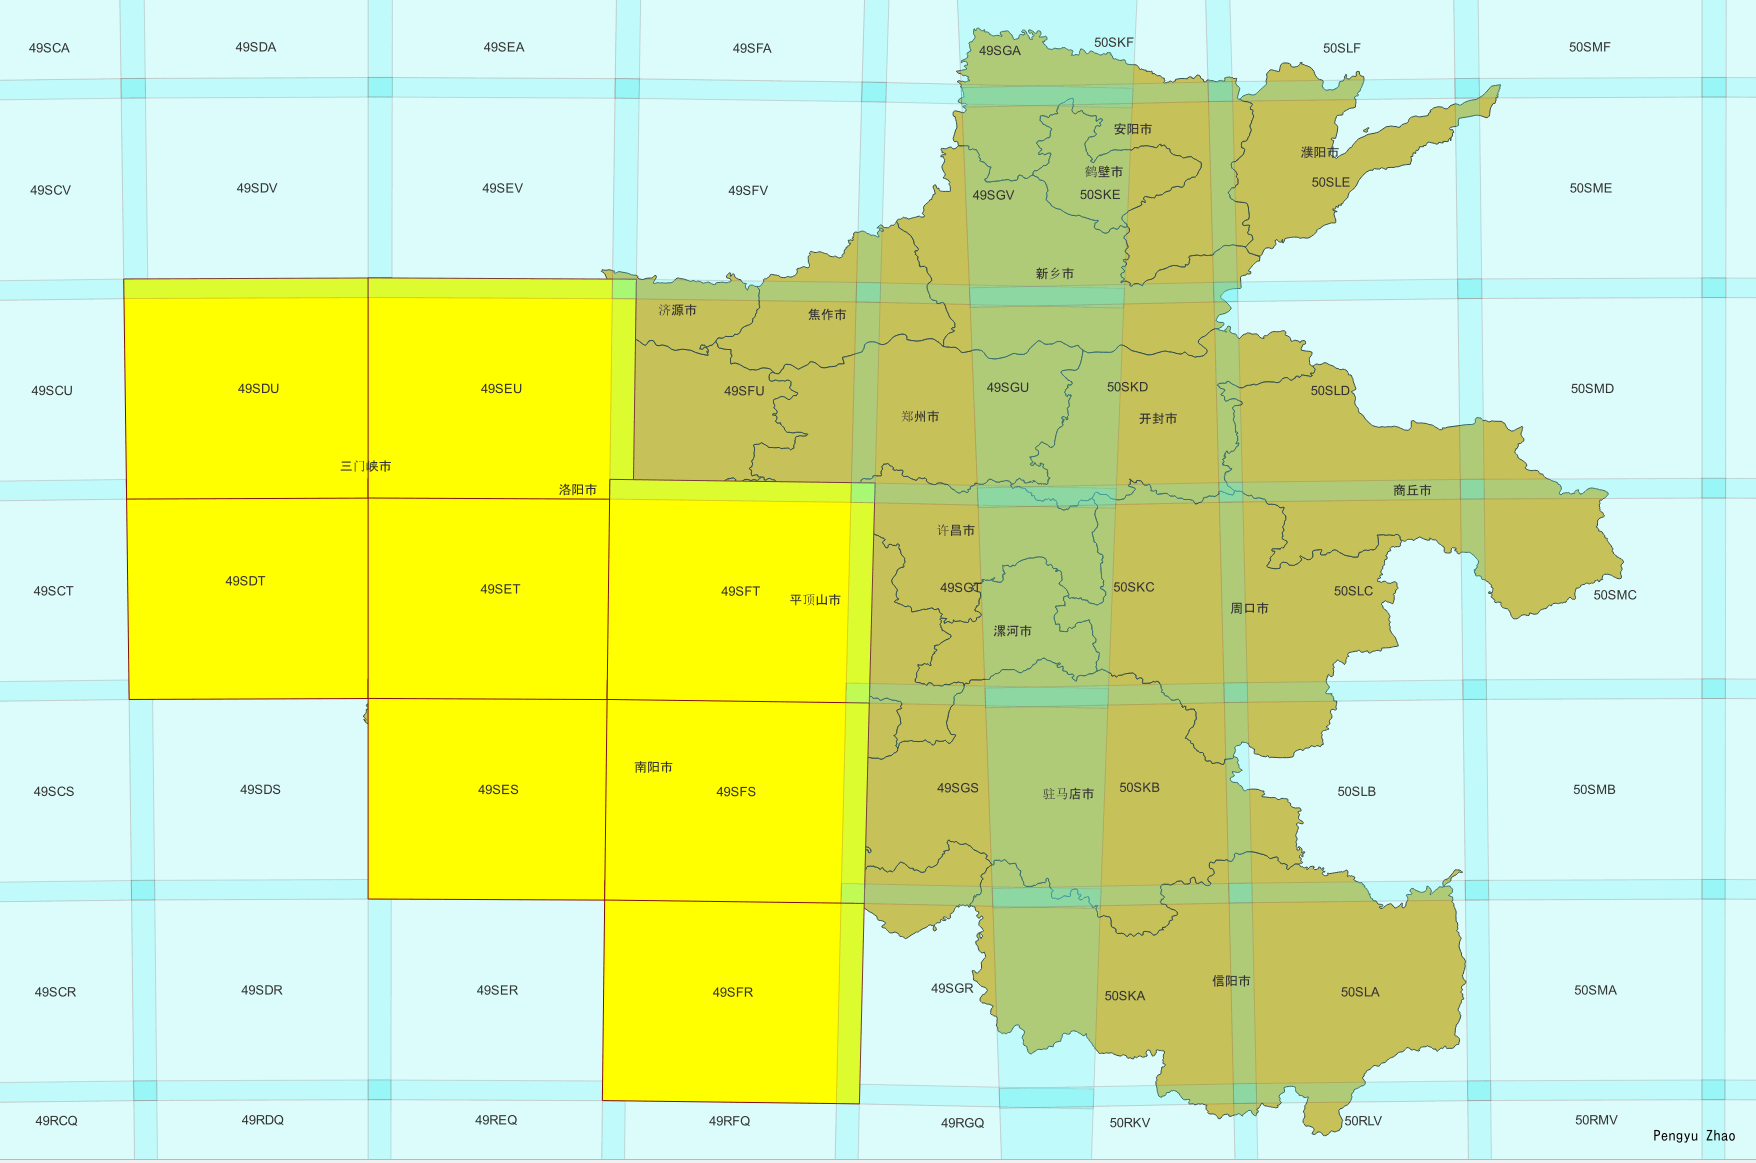 49SCA 49SDA 49SEA 49SFA 49SGA 50SKF 50SLF 50SMF
安阳市
濮阳市
鹤壁市
49SCV 49SDV 49SEV 49SFV 49SGV 50SKE 50SLE 50SME
新乡市
济源市 焦作市
49SCU 49SDU 49SEU 49SFU 49SGU 50SKD 50SLD 50SMD
郑州市 开封市
三门峡市
洛阳市 商丘市
许昌市
49SCT 49SDT 49SET 49SFT 49SGT 50SKC 50SLC 50SMC
平顶山市 周口市
漯河市
南阳市
49SCS 49SDS 49SES 49SFS 49SGS 50SKB 50SLB 50SMB
驻马店市
信阳市
49SCR 49SDR 49SER 49SFR 49SGR 50SKA 50SLA 50SMA
49RCQ 49RDQ 49REQ 49RFQ 49RGQ 50RKV 50RLV 50RMV
Pengyu Zhao